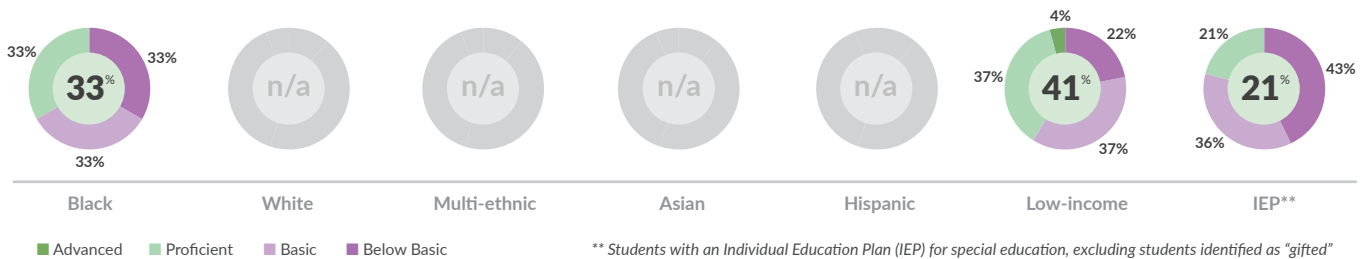 4%
33% 33% 22% 21%
33% n/a n/a n/a n/a 37% 41% 21% 43%
33% 37% 36%
Black White Multi-ethnic Asian Hispanic Low-income IEP**
Advanced Proficient Basic Below Basic ** Students with an Individual Education Plan (IEP) for special education, excluding students identified as “gifted”